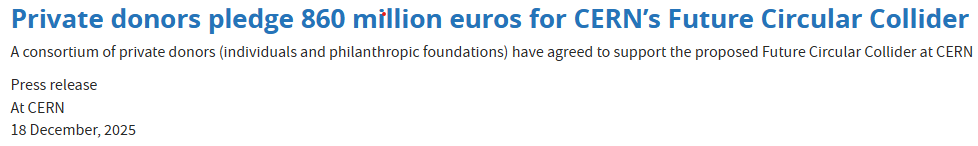 Private donors pledge 860 million euros for CERN’s Future Circular Collider
A consortium of private donors (individuals and philanthropic foundations) have agreed to support the proposed Future Circular Collider at CERN
Press release
At CERN
18 December, 2025